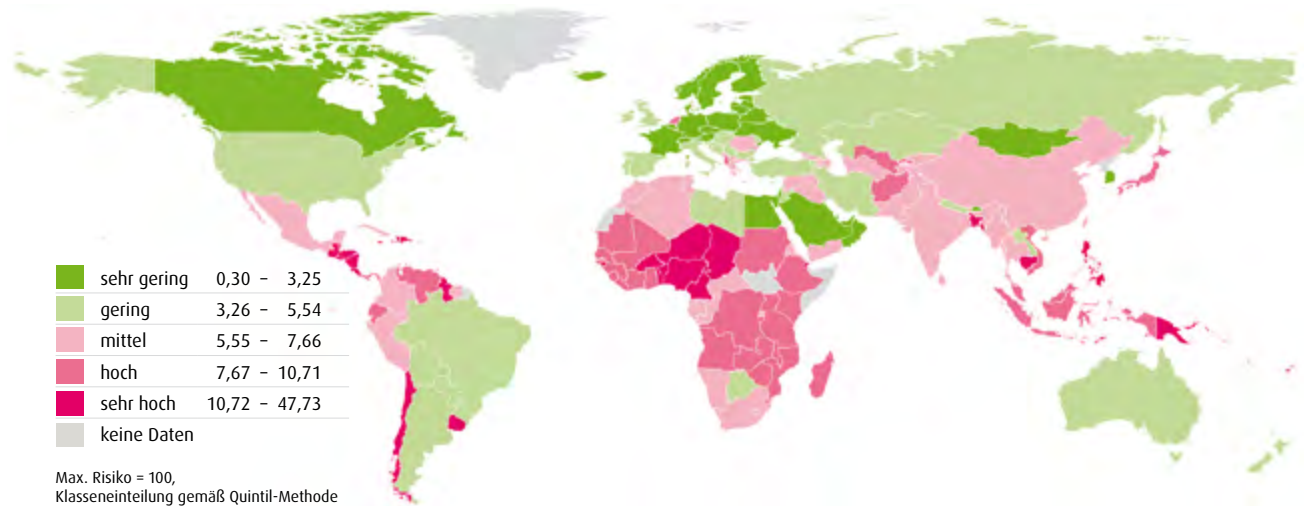 sehr gering 0,30 – 3,25
gering 3,26 – 5,54
mittel 5,55 – 7,66
hoch 7,67 – 10,71
sehr hoch 10,72 – 47,73
keine Daten
Max. Risiko = 100,
Klasseneinteilung gemäß Quintil-Methode